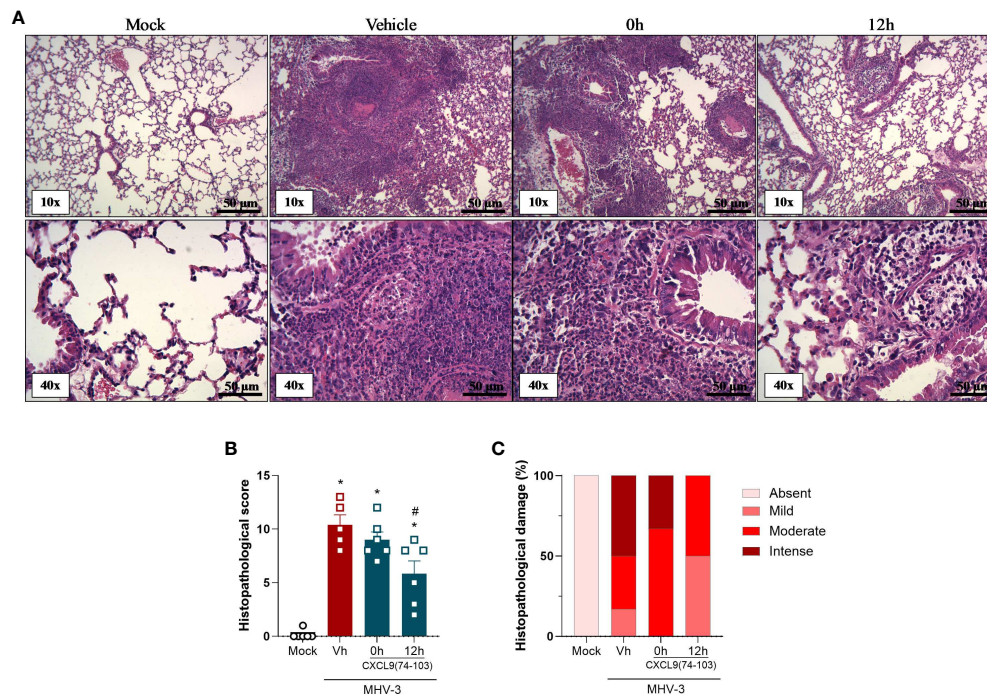 A
Mock Vehicle 0h 12h
10x 50 µm 10x 50 µm 10x 50 µm 10x 50 µm
40x 50 µm 40x 50 µm 40x 50 µm 40x 50 µm
B
Histopathological score
15
10
5
0
* * # *
Mock Vh 0h 12h
CXCL9(74-103)
MHV-3
C
Histopathological damage (%)
100
50
0
Mock Vh 0h 12h
CXCL9(74-103)
MHV-3
Absent
Mild
Moderate
Intense